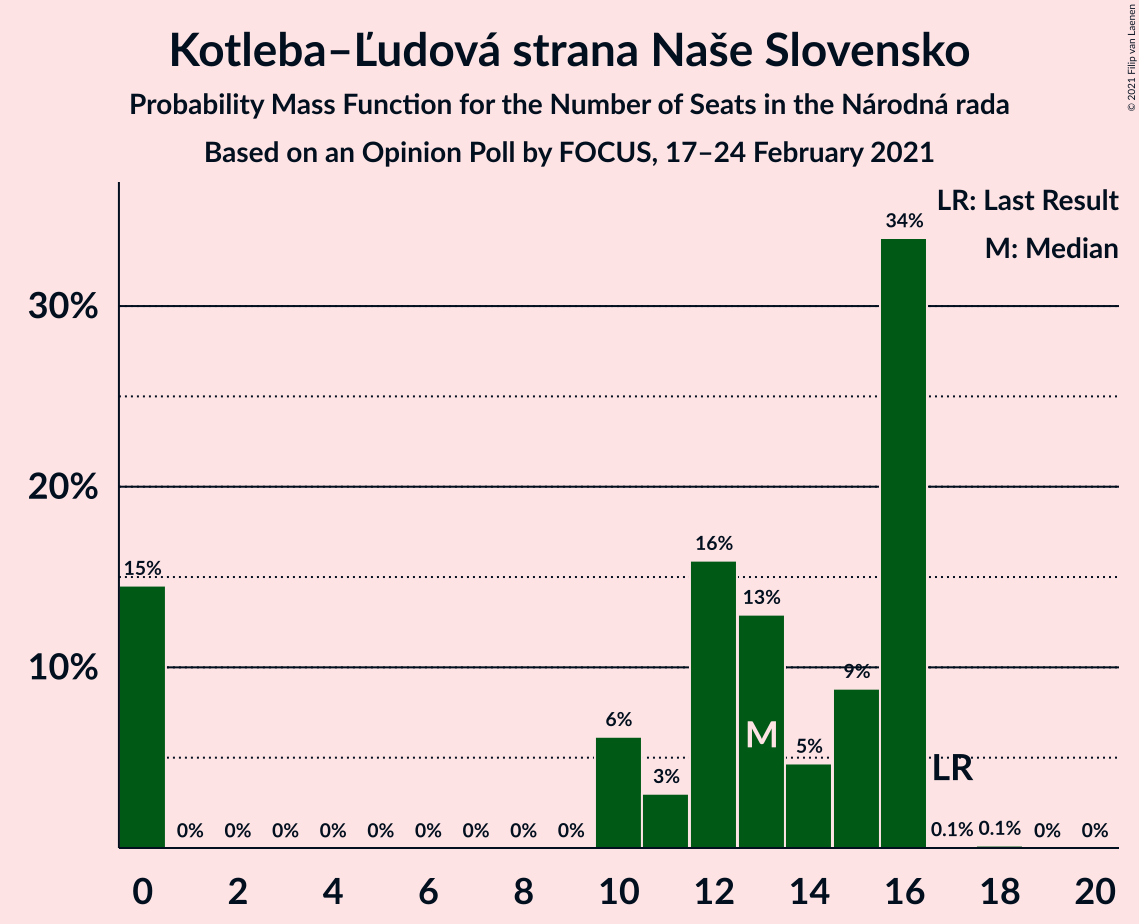 Kotleba–Ľudová strana Naše Slovensko
Probability Mass Function for the Number of Seats in the Národná rada
Based on an Opinion Poll by FOCUS, 17–24 February 2021
© 2021 Filip van Laenen
LR: Last Result
M: Median
30%
20%
10%
15%
0%
0%
0%
0%
0%
0%
0%
0%
0%
6%
3%
16%
13%
5%
9%
34%
0.1%
0.1%
0%
0%
M
LR
0 2 4 6 8 10 12 14 16 18 20